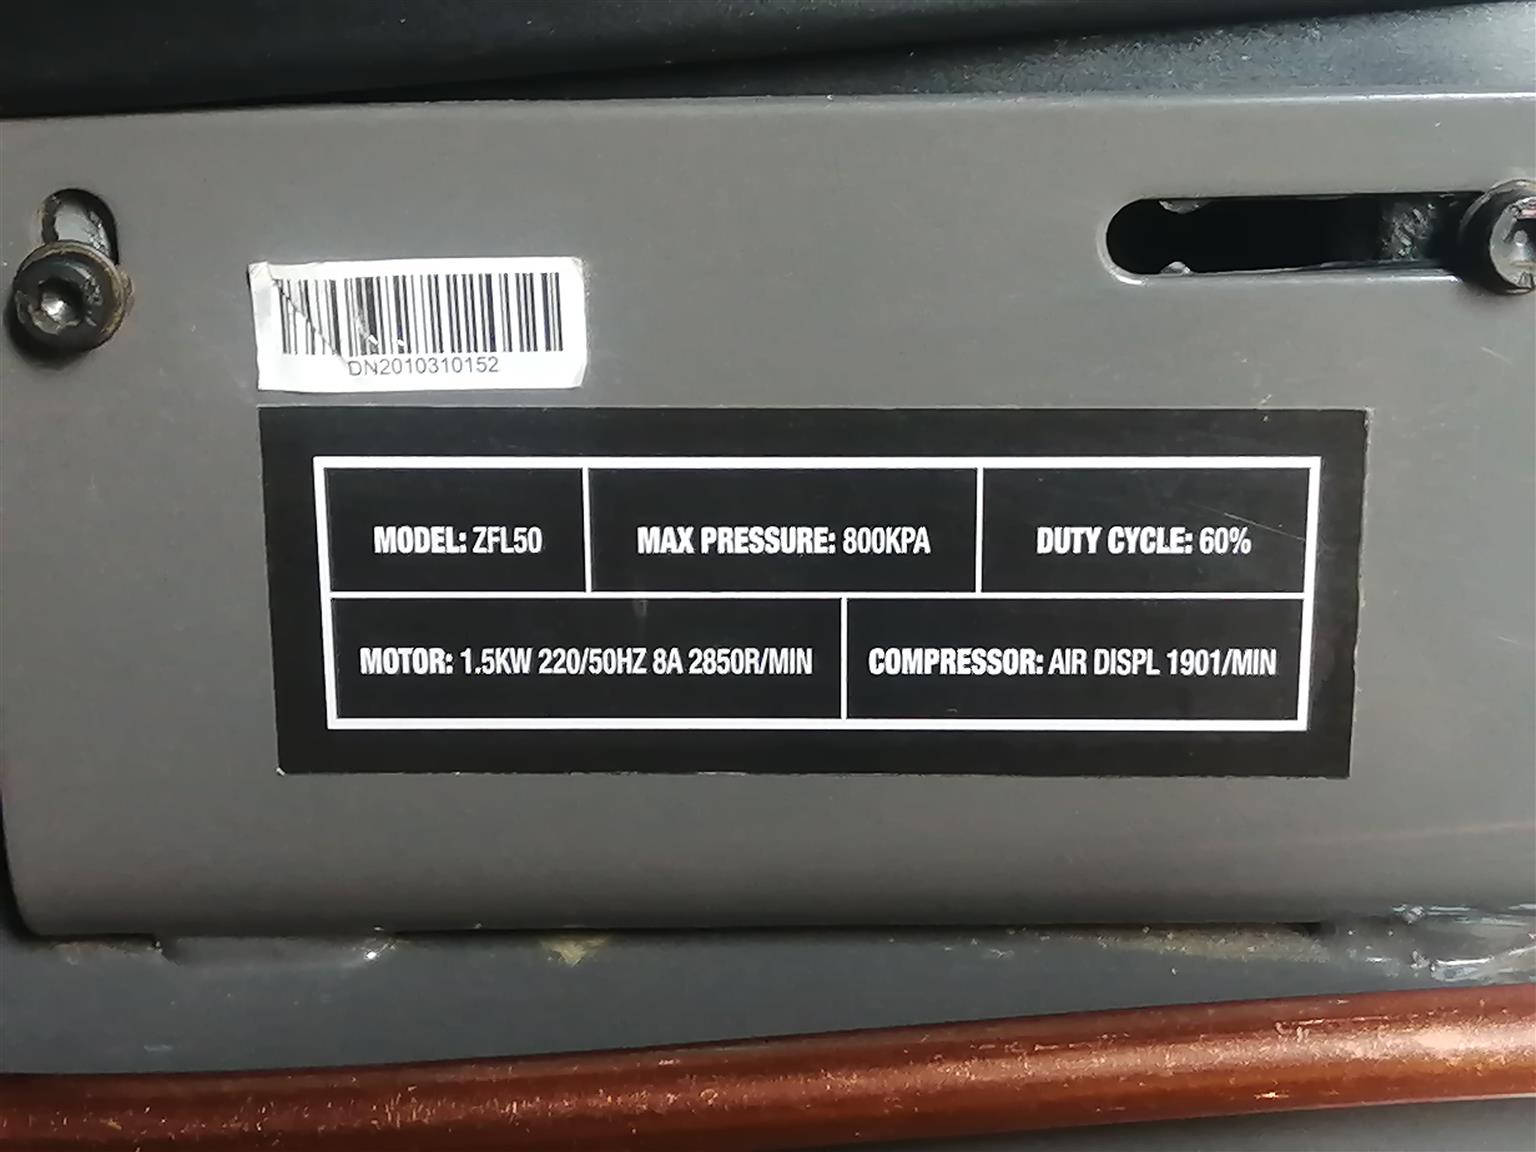 DN2010310152
MODEL: ZFL50
MAX PRESSURE: 800KPA
DUTY CYCLE: 60%
MOTOR: 1.5KW 220/50HZ 8A 2850R/MIN
COMPRESSOR: AIR DISPL 190l/MIN